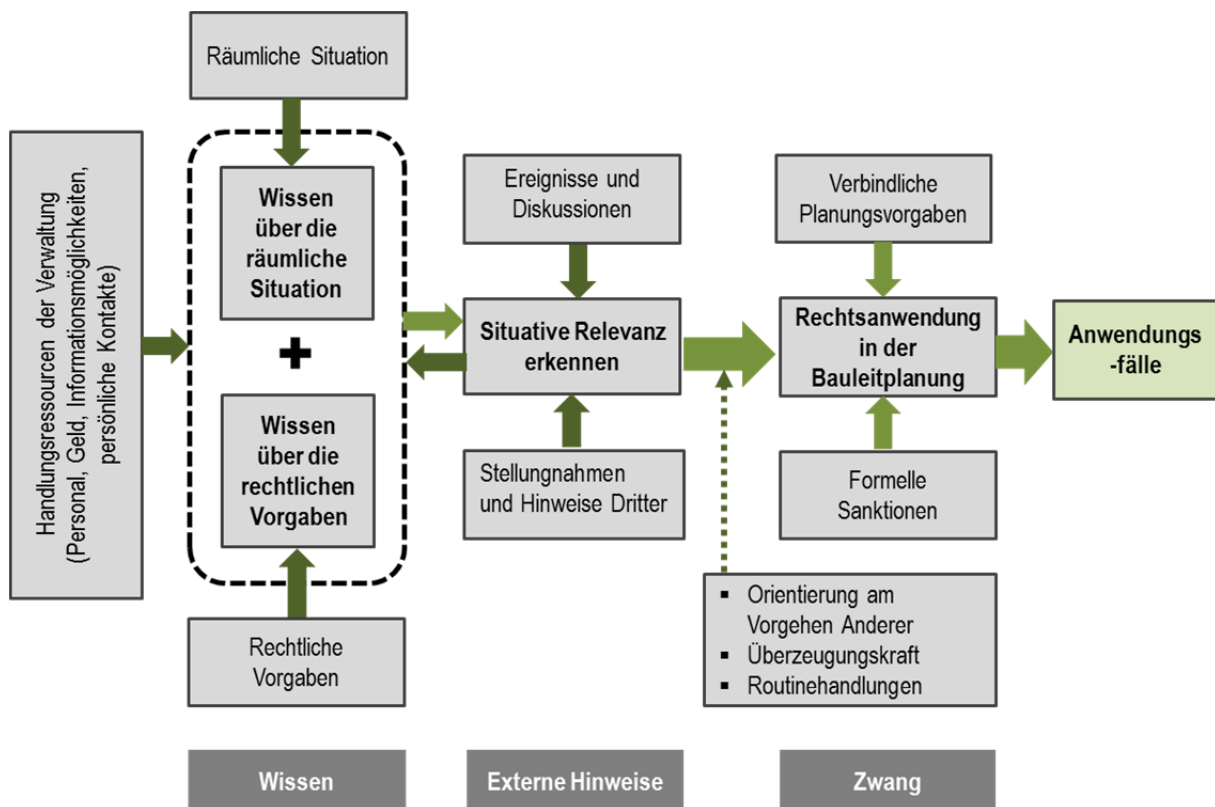 Räumliche Situation
Handlungsressourcen der Verwaltung
(Personal, Geld, Informationsmöglichkeiten,
persönliche Kontakte)
Wissen
über die
räumliche
Situation
+
Wissen
über die
rechtlichen
Vorgaben
Rechtliche
Vorgaben
Ereignisse und
Diskussionen
Situative Relevanz
erkennen
Stellungnahmen
und Hinweise Dritter
Verbindliche
Planungsvorgaben
Rechtsanwendung
in der
Bauleitplanung
Formelle
Sanktionen
▪ Orientierung am
Vorgehen Anderer
▪ Überzeugungskraft
▪ Routinehandlungen
Anwendungs
-fälle
Wissen
Externe Hinweise
Zwang